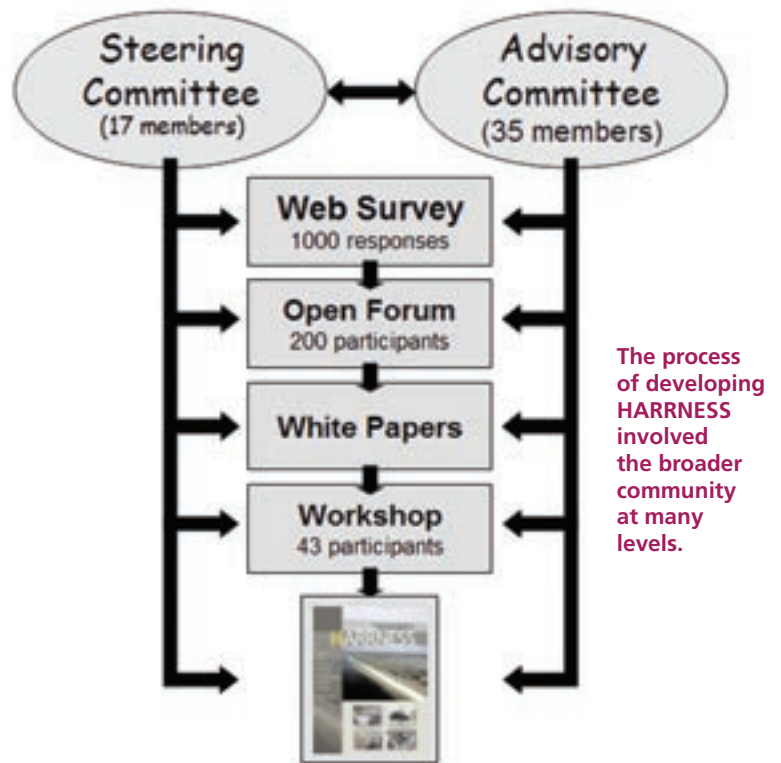 Steering
Committee
(17 members)
Advisory
Committee
(35 members)
Web Survey
1000 responses
Open Forum
200 participants
White Papers
Workshop
43 participants
HARRNESS
The process
of developing
HARRNESS
involved
the broader
community
at many
levels.